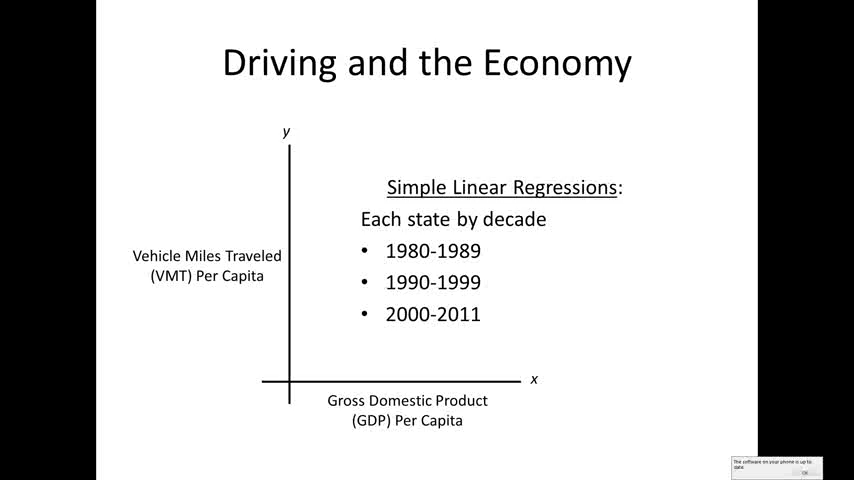 Driving and the Economy
y
Simple Linear Regressions:
Each state by decade
• 1980-1989
• 1990-1999
• 2000-2011
Vehicle Miles Traveled
(VMT) Per Capita
x
Gross Domestic Product
(GDP) Per Capita
The software on your phone is up to
date
OK